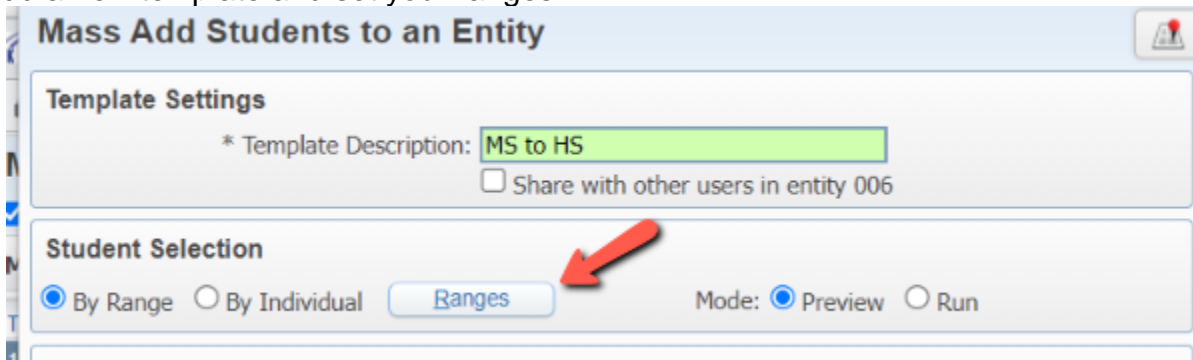 Mass Add Students to an Entity
Template Settings
* Template Description: MS to HS
Share with other users in entity 006
Student Selection
By Range By Individual Ranges Mode: Preview Run